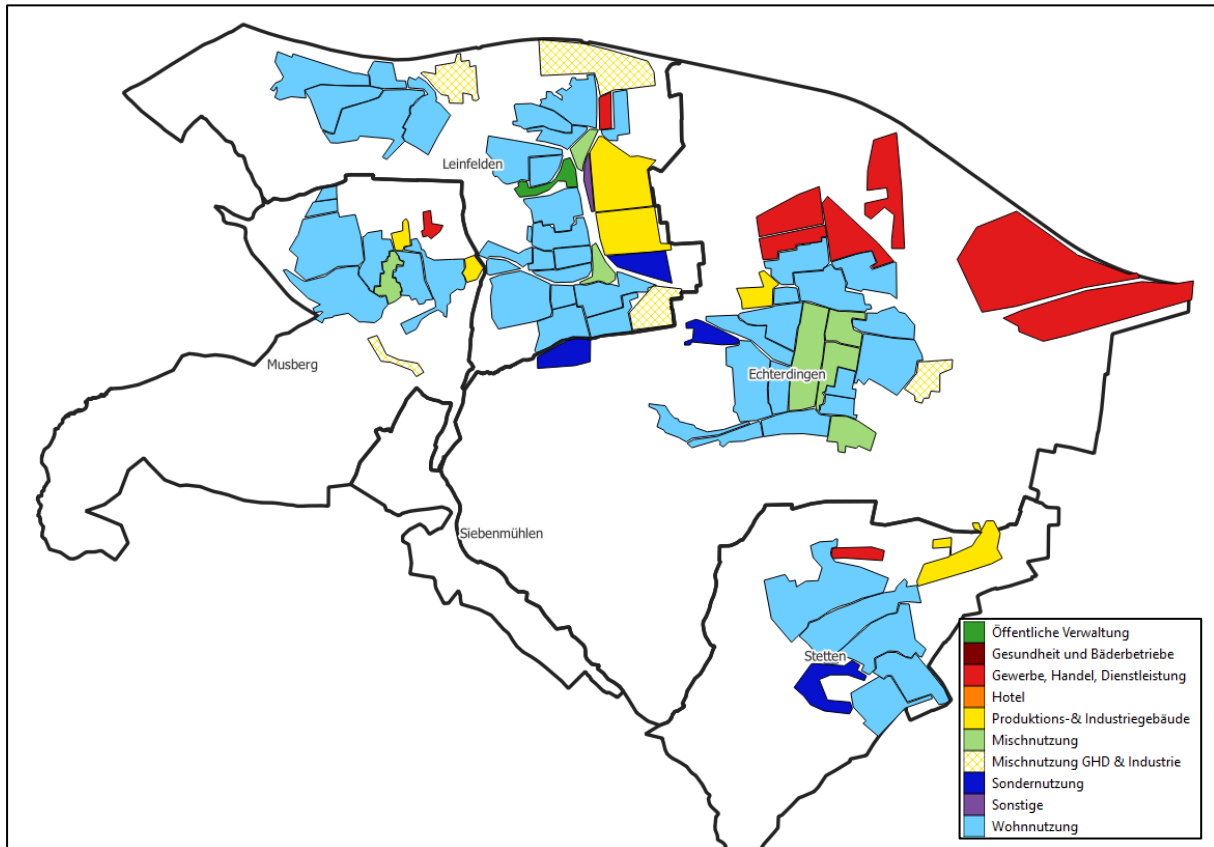 Leinfelden
Musberg
Echterdingen
Siebenmühlen
Stetten
Öffentliche Verwaltung
Gesundheit und Bäderbetriebe
Gewerbe, Handel, Dienstleistung
Hotel
Produktions-& Industriegebäude
Mischnutzung
Mischnutzung GHD & Industrie
Sondernutzung
Sonstige
Wohnnutzung